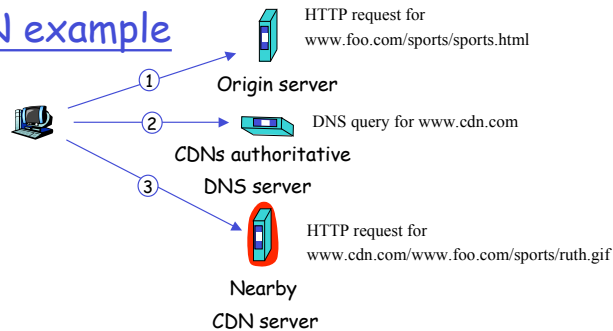 N example
HTTP request for
www.foo.com/sports/sports.html
1
Origin server
2
DNS query for www.cdn.com
CDNs authoritative
DNS server
3
HTTP request for
www.cdn.com/www.foo.com/sports/ruth.gif
Nearby
CDN server